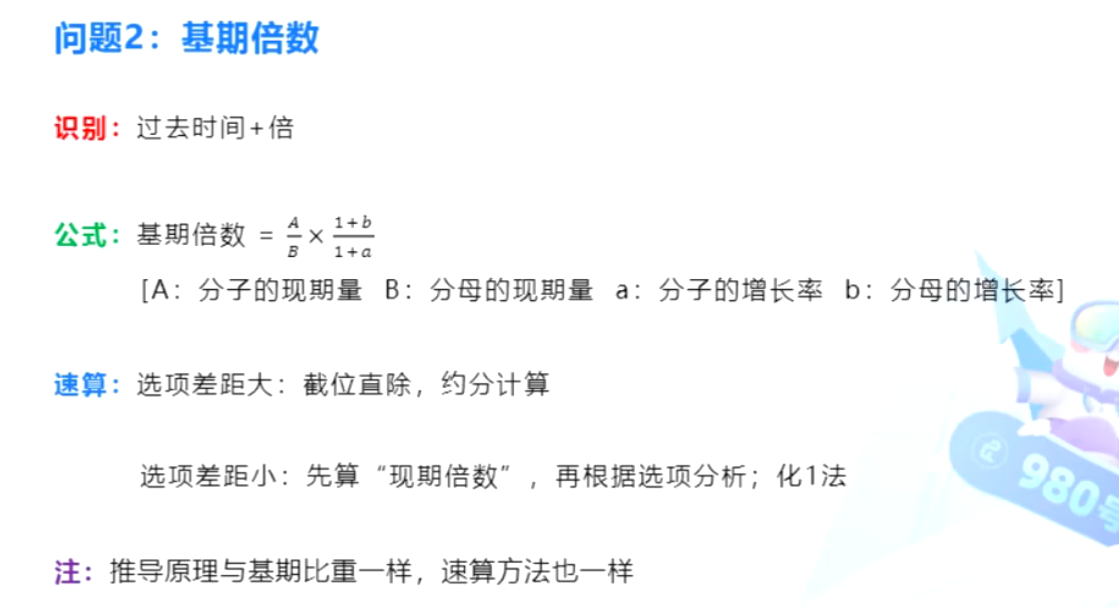 问题2：基期倍数
识别：过去时间+倍
公式：基期倍数 = A/B × 1+b/1+a
[A：分子的现期量 B：分母的现期量 a：分子的增长率 b：分母的增长率]
速算：选项差距大：截位直除，约分计算
选项差距小：先算“现期倍数”，再根据选项分析；化1法
注：推导原理与基期比重一样，速算方法也一样
980号